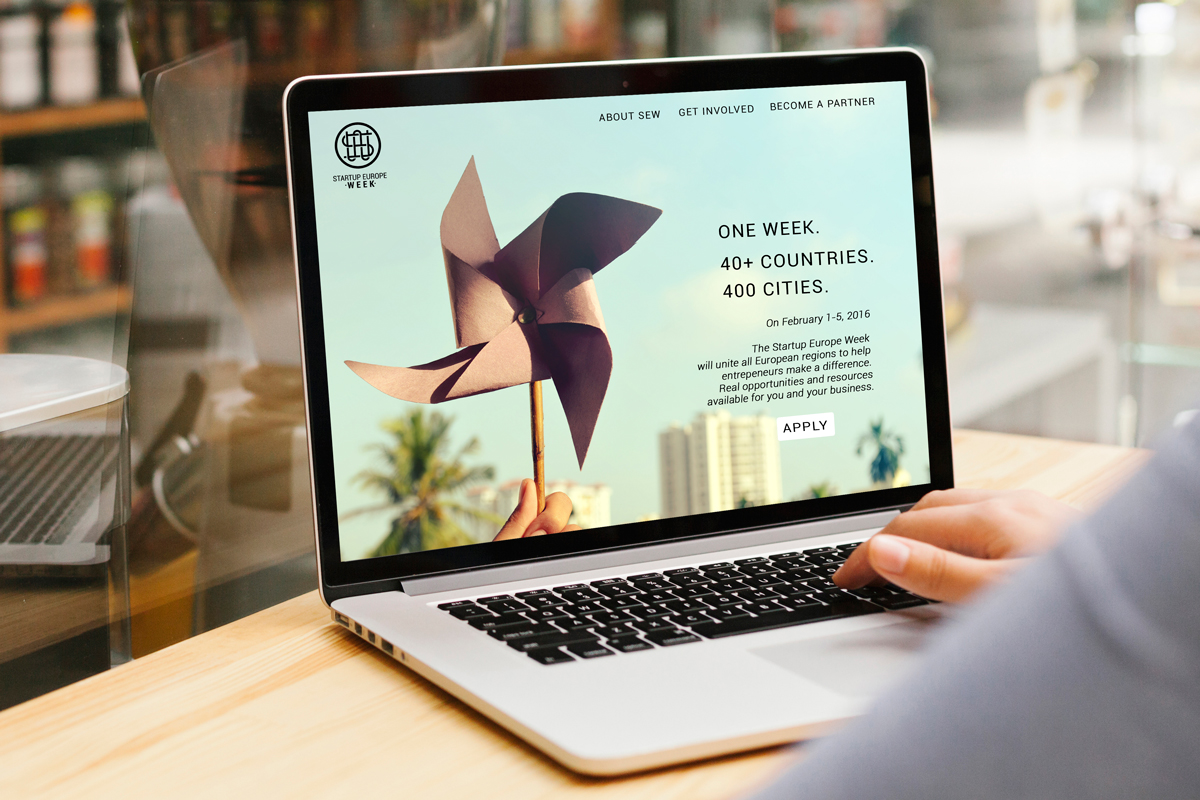 ABOUT SEW GET INVOLVED BECOME A PARTNER
STARTUP EUROPE
·WEEK·
ONE WEEK.
40+ COUNTRIES.
400 CITIES.
On February 1-5, 2016
The Startup Europe Week
will unite all European regions to help
entrepeneurs make a difference.
Real opportunities and resources
available for you and your business.
APPLY